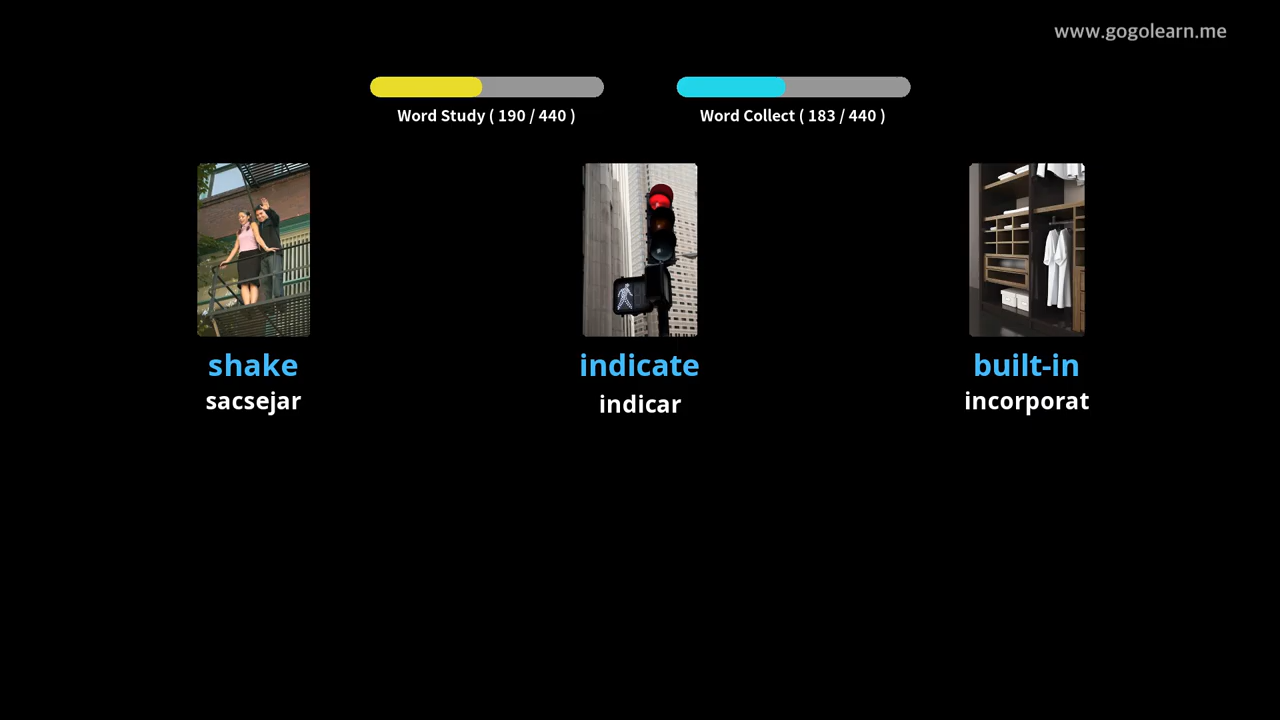 www.gogolearn.me
Word Study ( 190 / 440 )
Word Collect ( 183 / 440 )
shake
sacsejar
indicate
indicar
built-in
incorporat